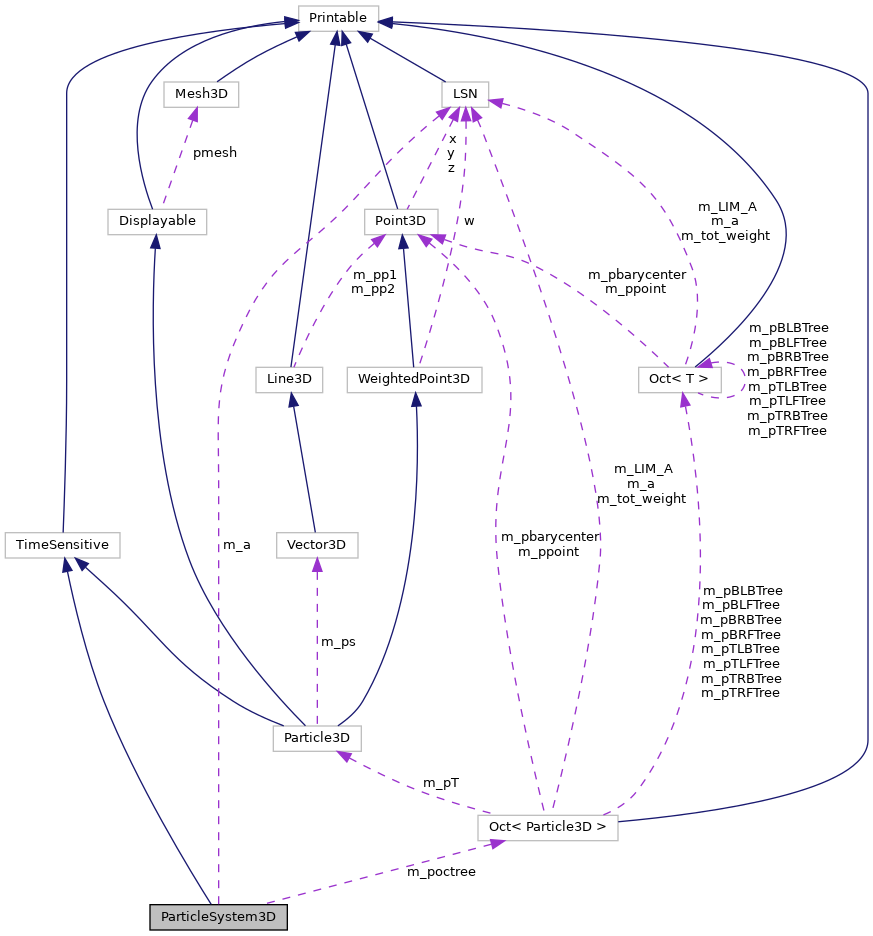 Printable
Mesh3D
LSN
pmesh
x
y
z
m_LIM_A
m_a
m_tot_weight
Displayable
Point3D
w
m_pp1
m_pp2
m_pbarycenter
m_ppoint
m_pBLBTree
m_pBLFTree
m_pBRBTree
m_pBRFTree
m_pTLBTree
m_pTLFTree
m_pTRBTree
m_pTRFTree
Line3D
WeightedPoint3D
Oct< T >
m_LIM_A
m_a
m_tot_weight
TimeSensitive
m_a
Vector3D
m_pbarycenter
m_ppoint
m_pBLBTree
m_pBLFTree
m_pBRBTree
m_pBRFTree
m_pTLBTree
m_pTLFTree
m_pTRBTree
m_pTRFTree
m_ps
Particle3D
m_pT
Oct< Particle3D >
m_poctree
ParticleSystem3D